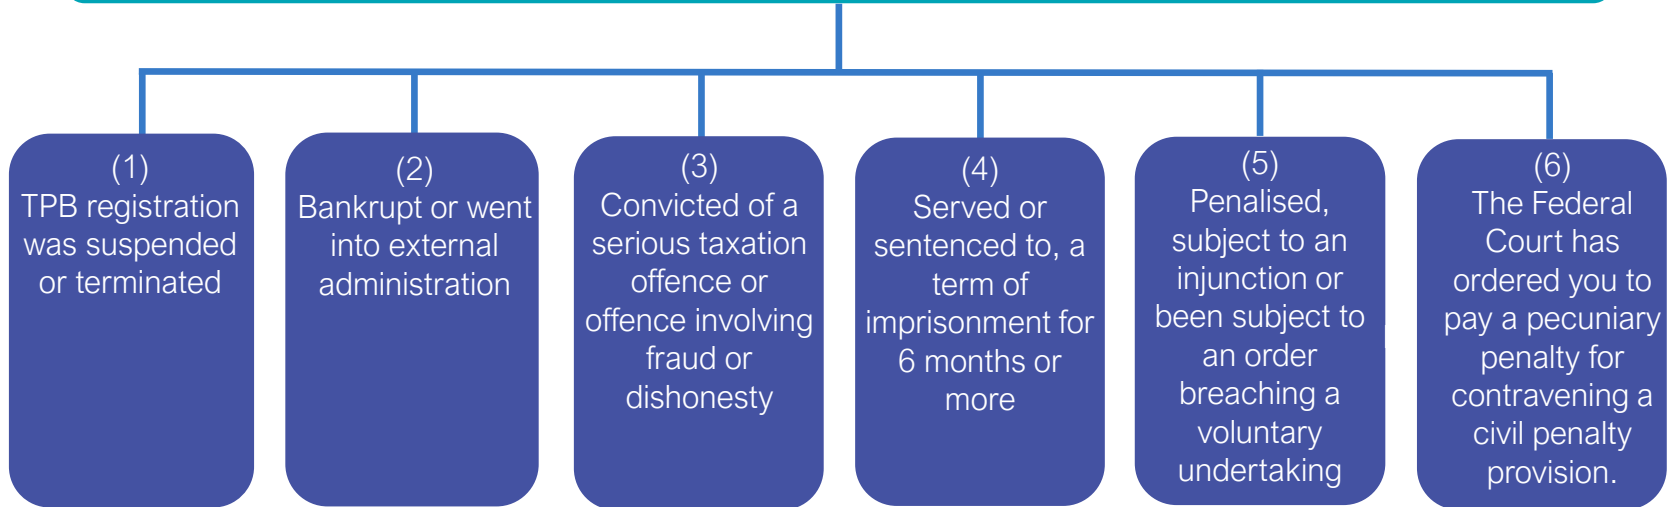 (1)
TPB registration
was suspended
or terminated
(2)
Bankrupt or went
into external
administration
(3)
Convicted of a
serious taxation
offence or
offence involving
fraud or
dishonesty
(4)
Served or
sentenced to, a
term of
imprisonment for
6 months or
more
(5)
Penalised,
subject to an
injunction or
been subject to
an order
breaching a
voluntary
undertaking
(6)
The Federal
Court has
ordered you to
pay a pecuniary
penalty for
contravening a
civil penalty
provision.